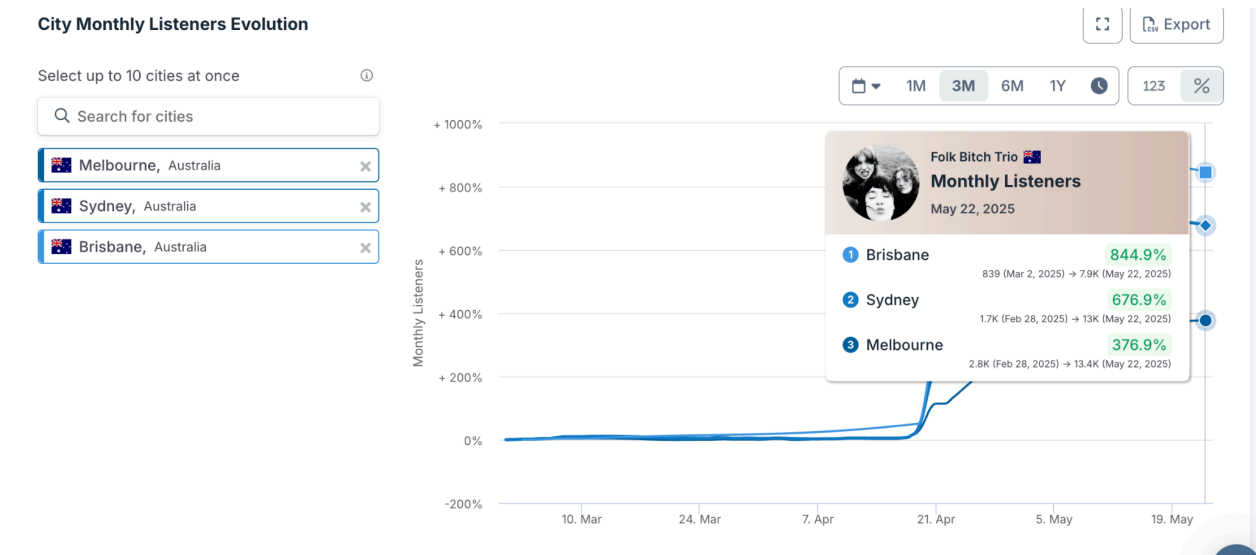 City Monthly Listeners Evolution
Export
Select up to 10 cities at once
Search for cities
Melbourne, Australia
Sydney, Australia
Brisbane, Australia
1M 3M 6M 1Y
123 %
+ 1000%
+ 800%
+ 600%
+ 400%
+ 200%
0%
-200%
Monthly Listeners
10. Mar 24. Mar 7. Apr 21. Apr 5. May 19. May
Folk Bitch Trio
Monthly Listeners
May 22, 2025
1 Brisbane 844.9%
839 (Mar 2, 2025) → 7.9K (May 22, 2025)
2 Sydney 676.9%
1.7K (Feb 28, 2025) → 13K (May 22, 2025)
3 Melbourne 376.9%
2.8K (Feb 28, 2025) → 13.4K (May 22, 2025)